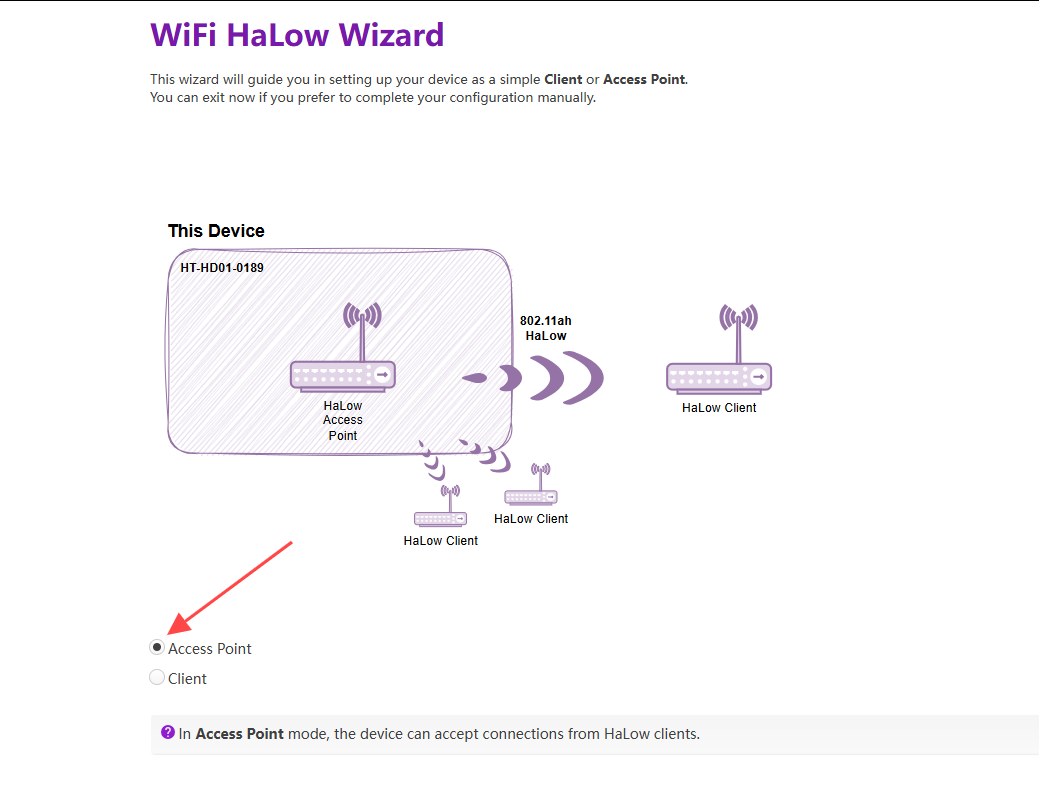 WiFi HaLow Wizard
This wizard will guide you in setting up your device as a simple Client or Access Point.
You can exit now if you prefer to complete your configuration manually.
This Device
HT-HD01-0189
802.11ah
HaLow
HaLow
Access
Point
HaLow Client
HaLow Client
HaLow Client
Access Point
Client
? In Access Point mode, the device can accept connections from HaLow clients.